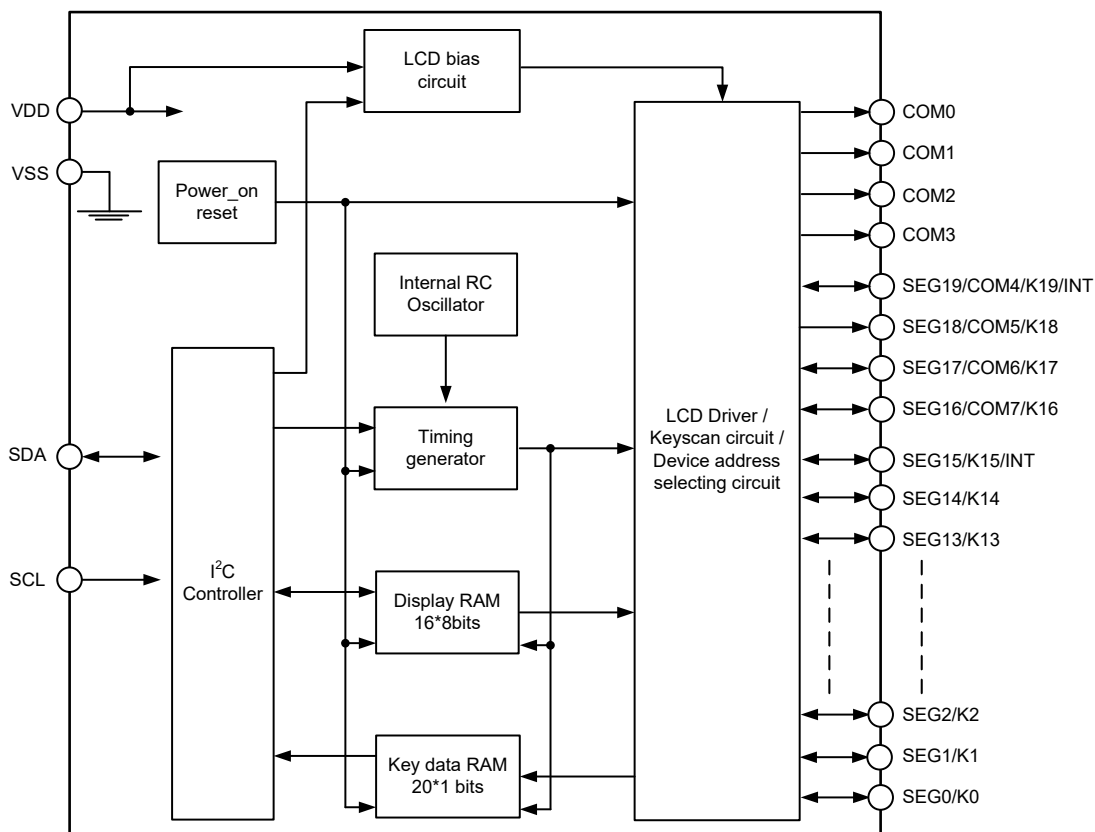 LCD bias
circuit
VDD
VSS
Power_on
reset
Internal RC
Oscillator
Timing
generator
SDA
SCL
I²C
Controller
Display RAM
16*8bits
Key data RAM
20*1 bits
LCD Driver /
Keyscan circuit /
Device address
selecting circuit
COM0
COM1
COM2
COM3
SEG19/COM4/K19/INT
SEG18/COM5/K18
SEG17/COM6/K17
SEG16/COM7/K16
SEG15/K15/INT
SEG14/K14
SEG13/K13
SEG2/K2
SEG1/K1
SEG0/K0